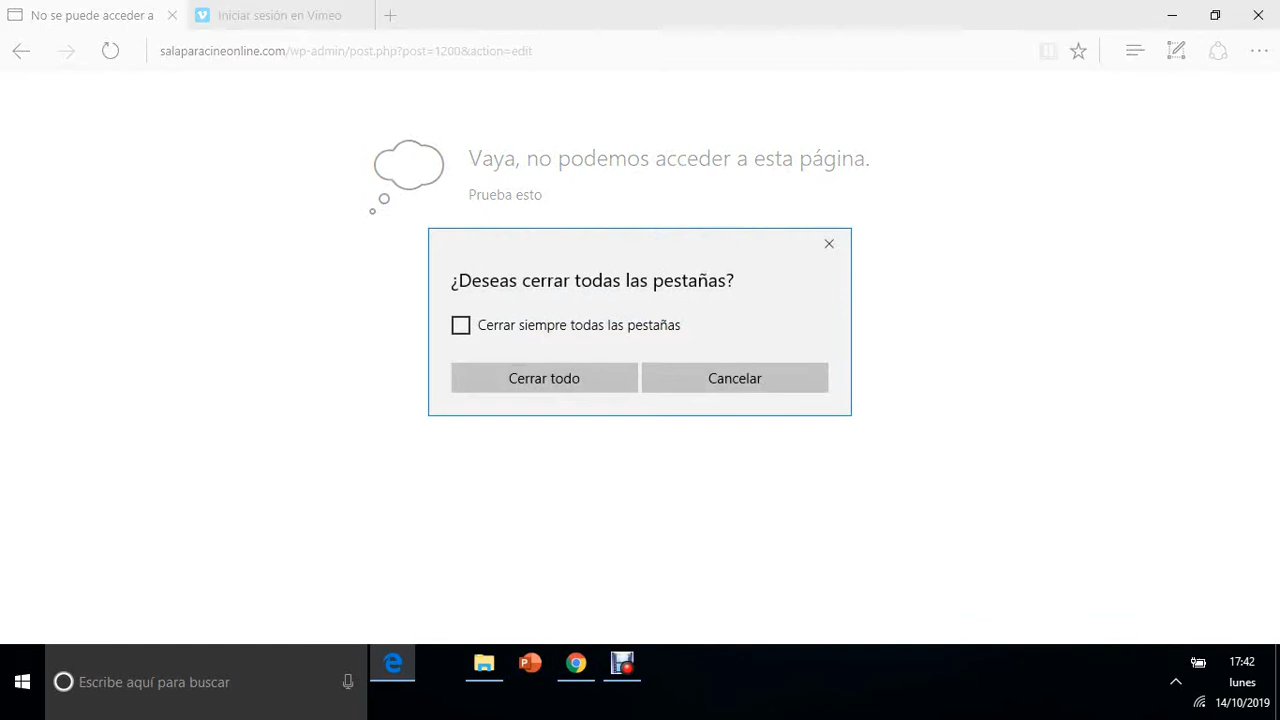 No se puede acceder a
Iniciar sesión en Vimeo
salaparacineonline.com/wp-admin/post.php?post=1200&action=edit
Vaya, no podemos acceder a esta página.
Prueba esto
¿Deseas cerrar todas las pestañas?
Cerrar siempre todas las pestañas
Cerrar todo
Cancelar
Escribe aquí para buscar
17:42
lunes
14/10/2019